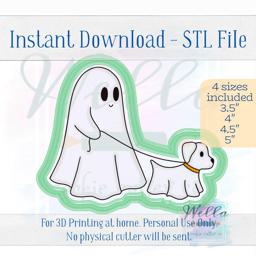 Instant Download - STL File
4 sizes
included
3.5"
4"
4.5"
5"
For 3D Printing at home. Personal Use Only.
No physical cutter will be sent.
Wella